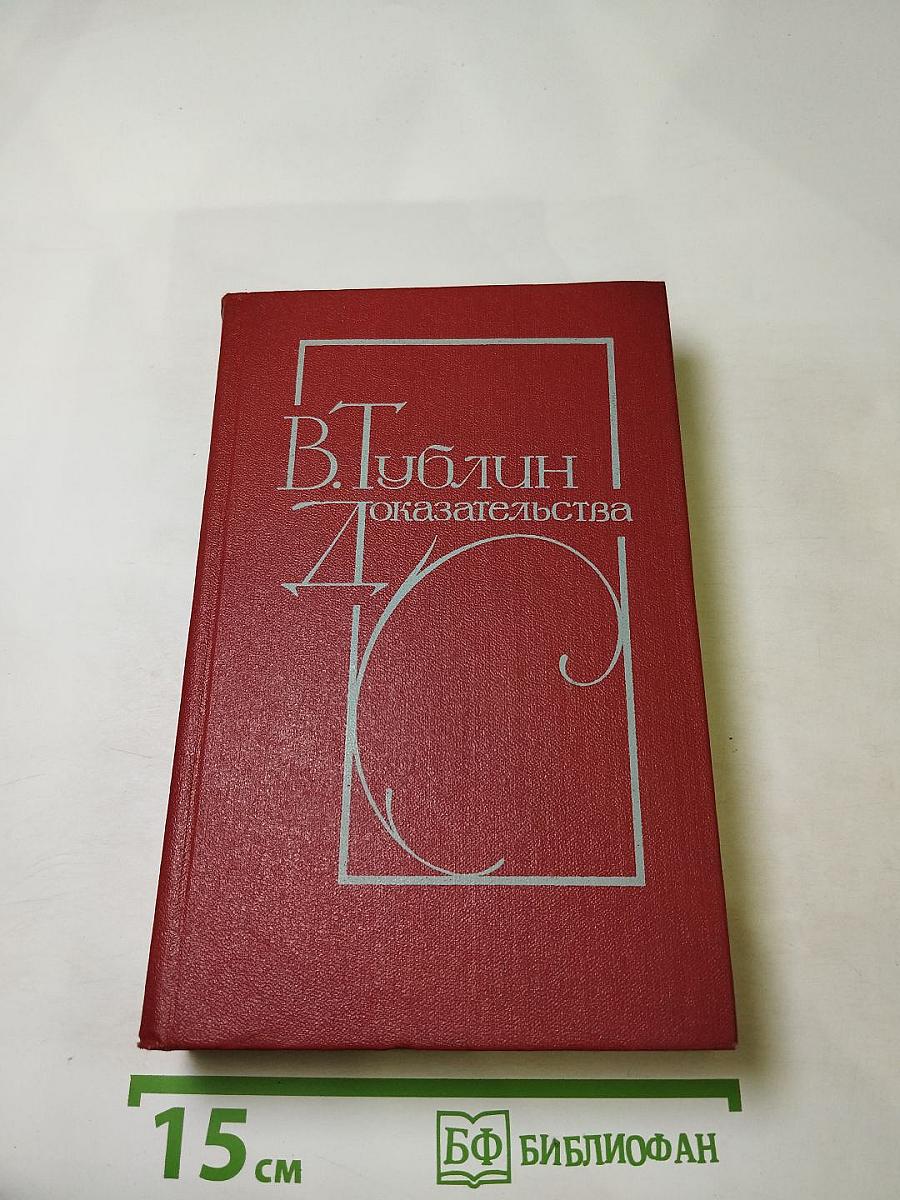 В. Тублин
Доказательства
15 см
БФ БИБЛИОФАН